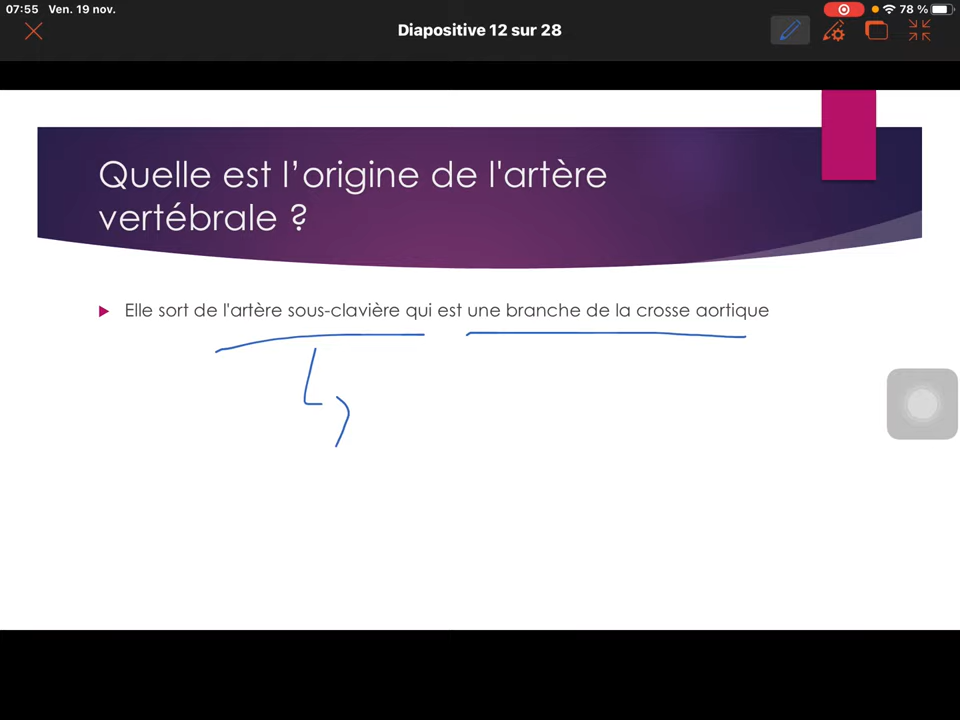 07:55 Ven. 19 nov.
78 %
Diapositive 12 sur 28
Quelle est l’origine de l'artère
vertébrale ?
Elle sort de l'artère sous-clavière qui est une branche de la crosse aortique